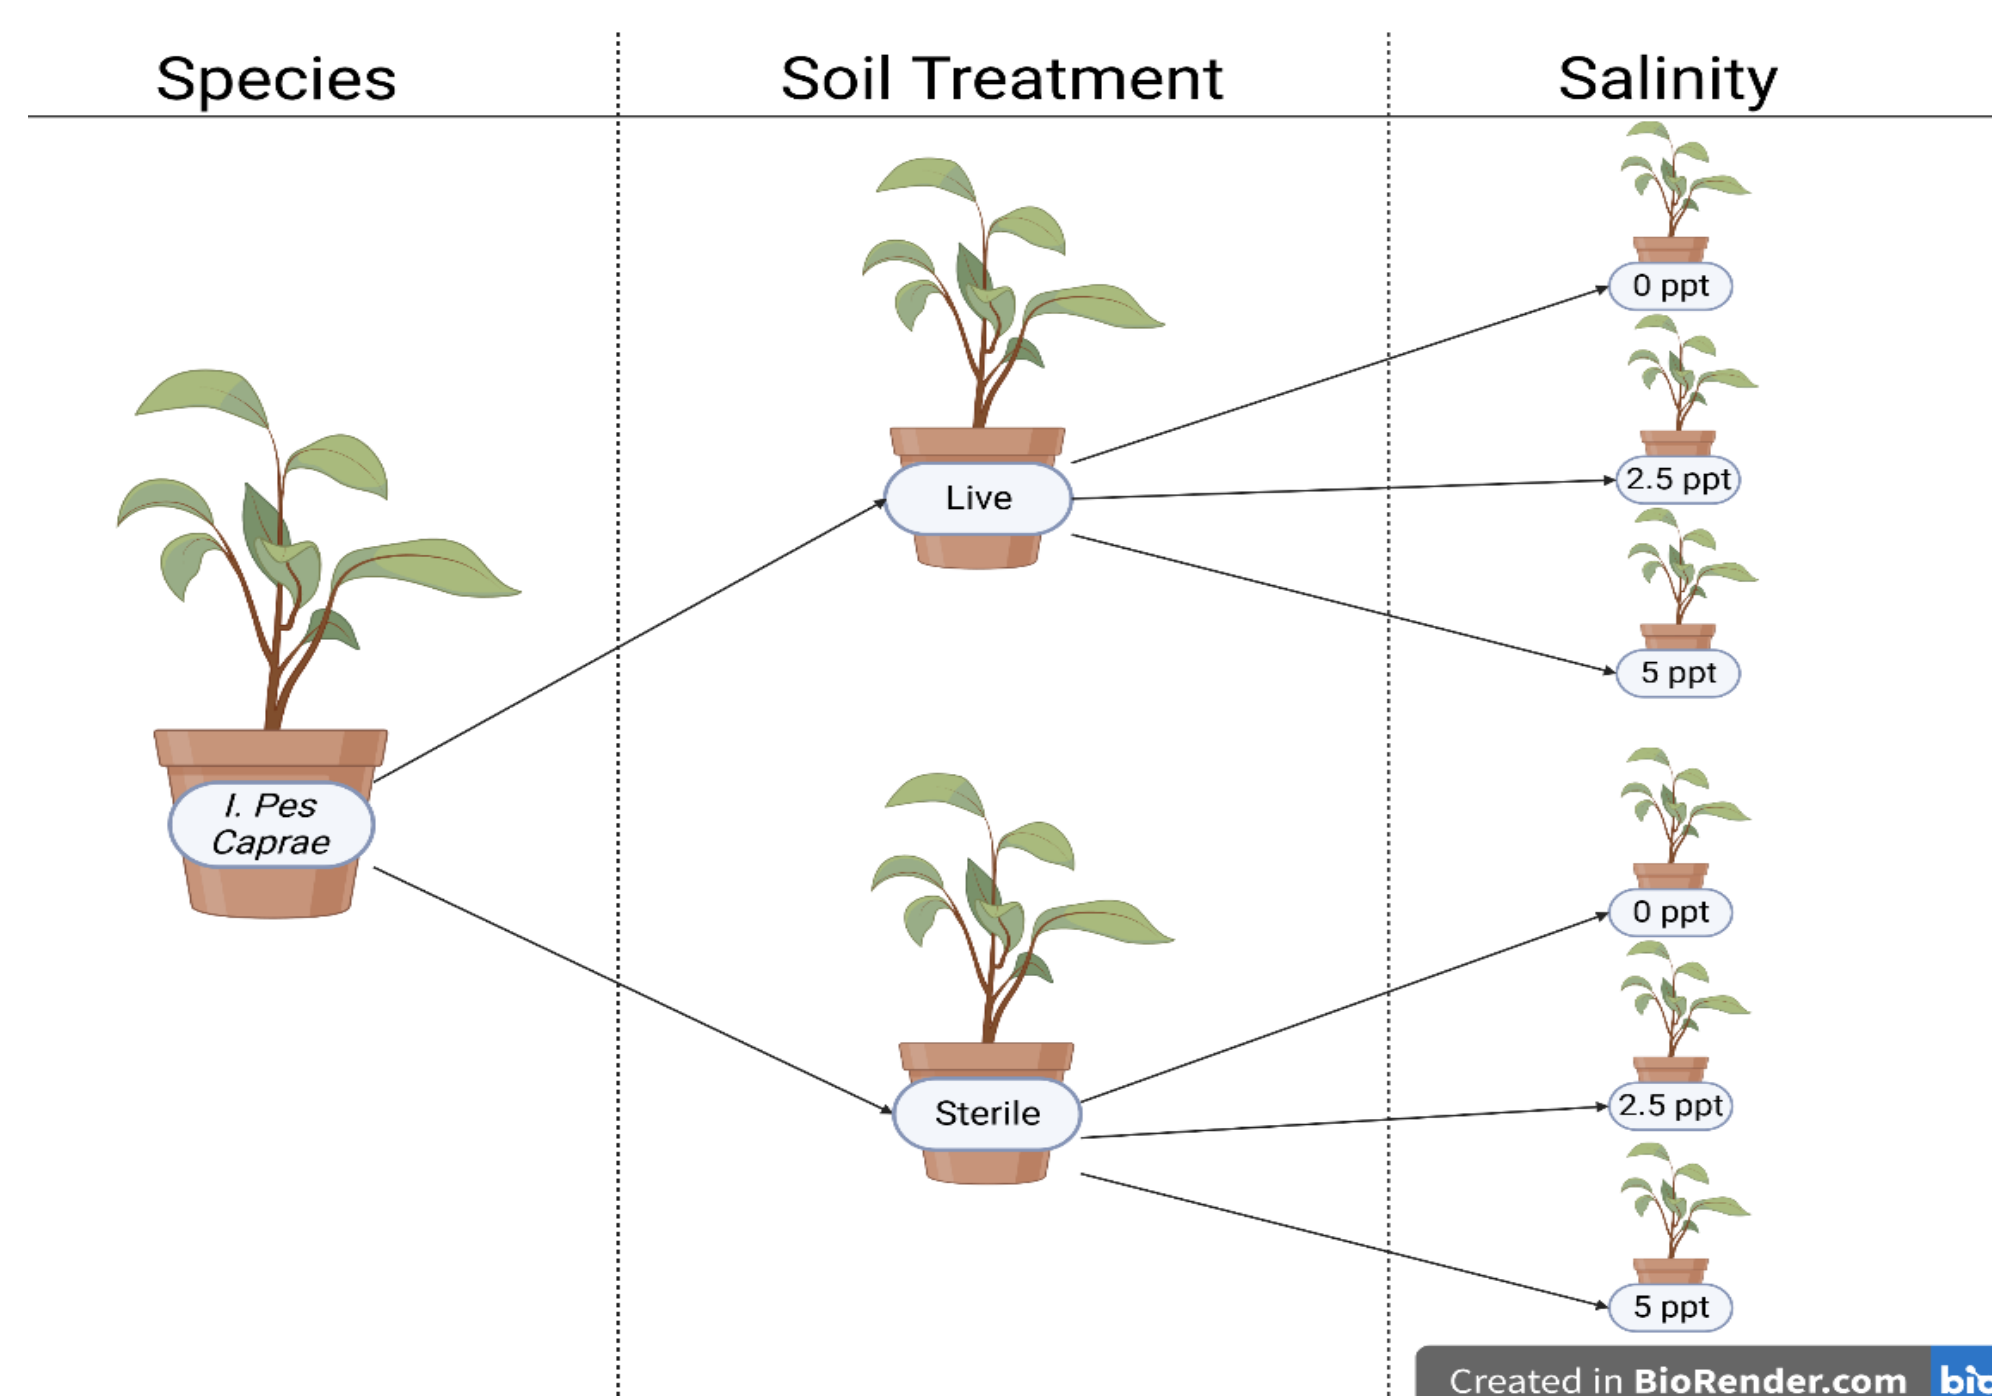 Species
Soil Treatment
Salinity
I. Pes
Caprae
Live
0 ppt
2.5 ppt
5 ppt
Sterile
0 ppt
2.5 ppt
5 ppt
Created in BioRender.com